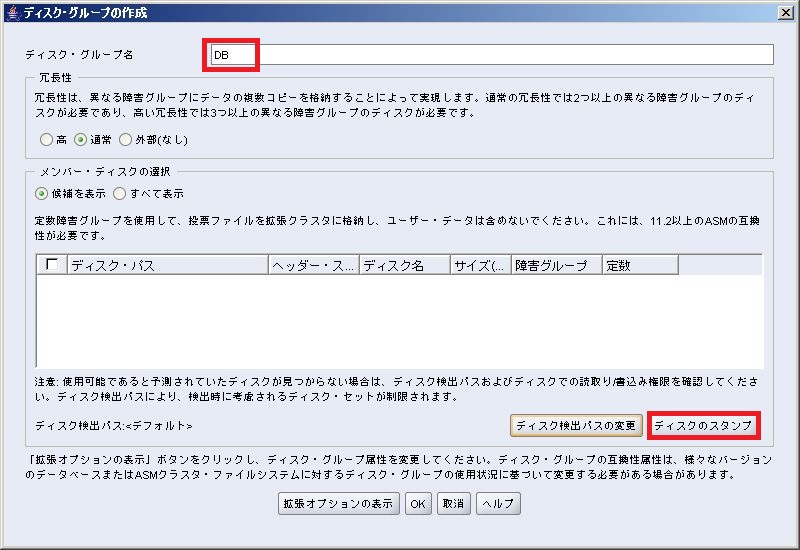 ディスク・グループの作成
ディスク・グループ名 DB
冗長性
冗長性は、異なる障害グループにデータの複数コピーを格納することによって実現します。通常の冗長性では2つ以上の異なる障害グループのディ
スクが必要であり、高い冗長性では3つ以上の異なる障害グループのディスクが必要です。
高 通常 外部(なし)
メンバー・ディスクの選択
候補を表示 すべて表示
定数障害グループを使用して、投票ファイルを拡張クラスタに格納し、ユーザー・データは含めないでください。これには、11.2以上のASMの互換
性が必要です。
ディスク・パス ヘッダー・ス... ディスク名 サイズ(... 障害グループ 定数
注意: 使用可能であると予測されていたディスクが見つからない場合は、ディスク検出パスおよびディスクでの読取り/書込み権限を確認してくださ
い。ディスク検出パスにより、検出時に考慮されるディスク・セットが制限されます。
ディスク検出パス:<デフォルト> ディスク検出パスの変更 ディスクのスタンプ
「拡張オプションの表示」ボタンをクリックし、ディスク・グループ属性を変更してください。ディスク・グループの互換性属性は、様々なバージョン
のデータベースまたはASMクラスタ・ファイルシステムに対するディスク・グループの使用状況に基づいて変更する必要がある場合があります。
拡張オプションの表示 OK 取消 ヘルプ